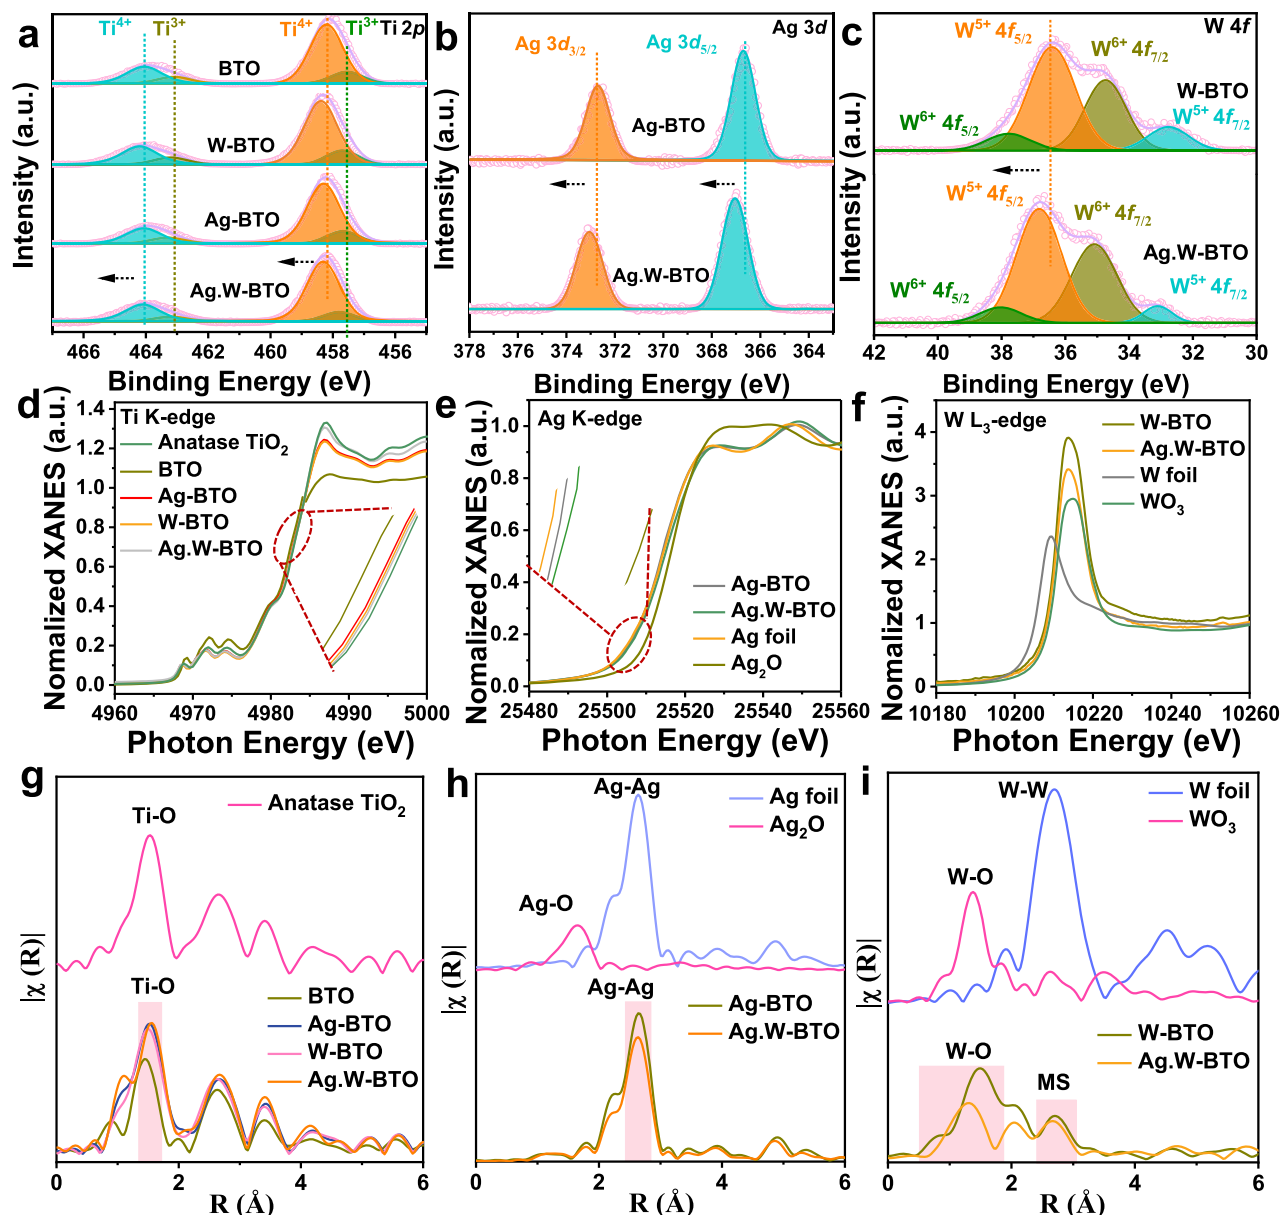 a
Ti4+
Ti3+
Ti4+
Ti3+
Ti 2p
BTO
W-BTO
Ag-BTO
Ag.W-BTO
Intensity (a.u.)
466 464 462 460 458 456
Binding Energy (eV)
b
Ag 3d3/2
Ag 3d5/2
Ag 3d
Ag-BTO
Ag.W-BTO
Intensity (a.u.)
378 376 374 372 370 368 366 364
Binding Energy (eV)
c
W 4f
W5+ 4f5/2
W6+ 4f7/2
W-BTO
W6+ 4f5/2
W5+ 4f7/2
W5+ 4f5/2
W6+ 4f7/2
Ag.W-BTO
W6+ 4f5/2
W5+ 4f7/2
Intensity (a.u.)
42 40 38 36 34 32 30
Binding Energy (eV)
d
Ti K-edge
Anatase TiO2
BTO
Ag-BTO
W-BTO
Ag.W-BTO
Nomalized XANES (a.u.)
1.4
1.2
1.0
0.8
0.6
0.4
0.2
0.0
4960 4970 4980 4990 5000
Photon Energy (eV)
e
Ag K-edge
Ag-BTO
Ag.W-BTO
Ag foil
Ag2O
Nomalized XANES (a.u.)
1.0
0.8
0.6
0.4
0.2
0.0
25480 25500 25520 25540 25560
Photon Energy (eV)
f
W L3-edge
W-BTO
Ag.W-BTO
W foil
WO3
Nomalized XANES (a.u.)
4
3
2
1
0
10180 10200 10220 10240 10260
Photon Energy (eV)
g
Anatase TiO2
Ti-O
Ti-O
BTO
Ag-BTO
W-BTO
Ag.W-BTO
|χ (R)|
0 2 4 6
R (Å)
h
Ag-Ag
Ag foil
Ag2O
Ag-O
Ag-Ag
Ag-BTO
Ag.W-BTO
|χ (R)|
0 2 4 6
R (Å)
i
W-W
W foil
WO3
W-O
W-BTO
Ag.W-BTO
W-O
MS
|χ (R)|
0 2 4 6
R (Å)